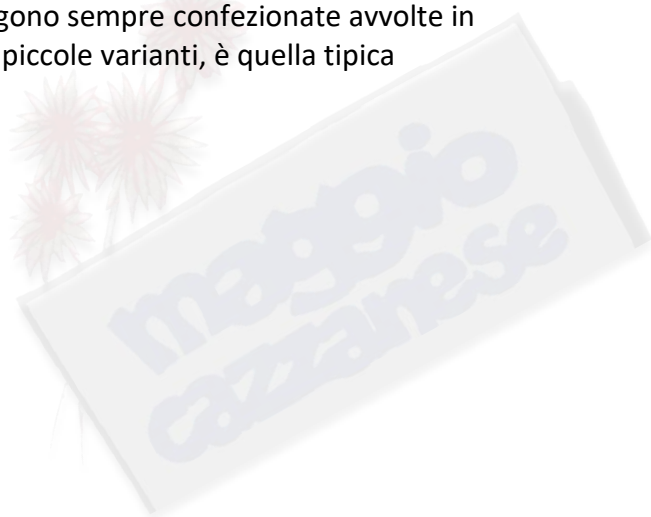 gono sempre confezionate avvolte in
piccole varianti, è quella tipica
maggio
cazzanese